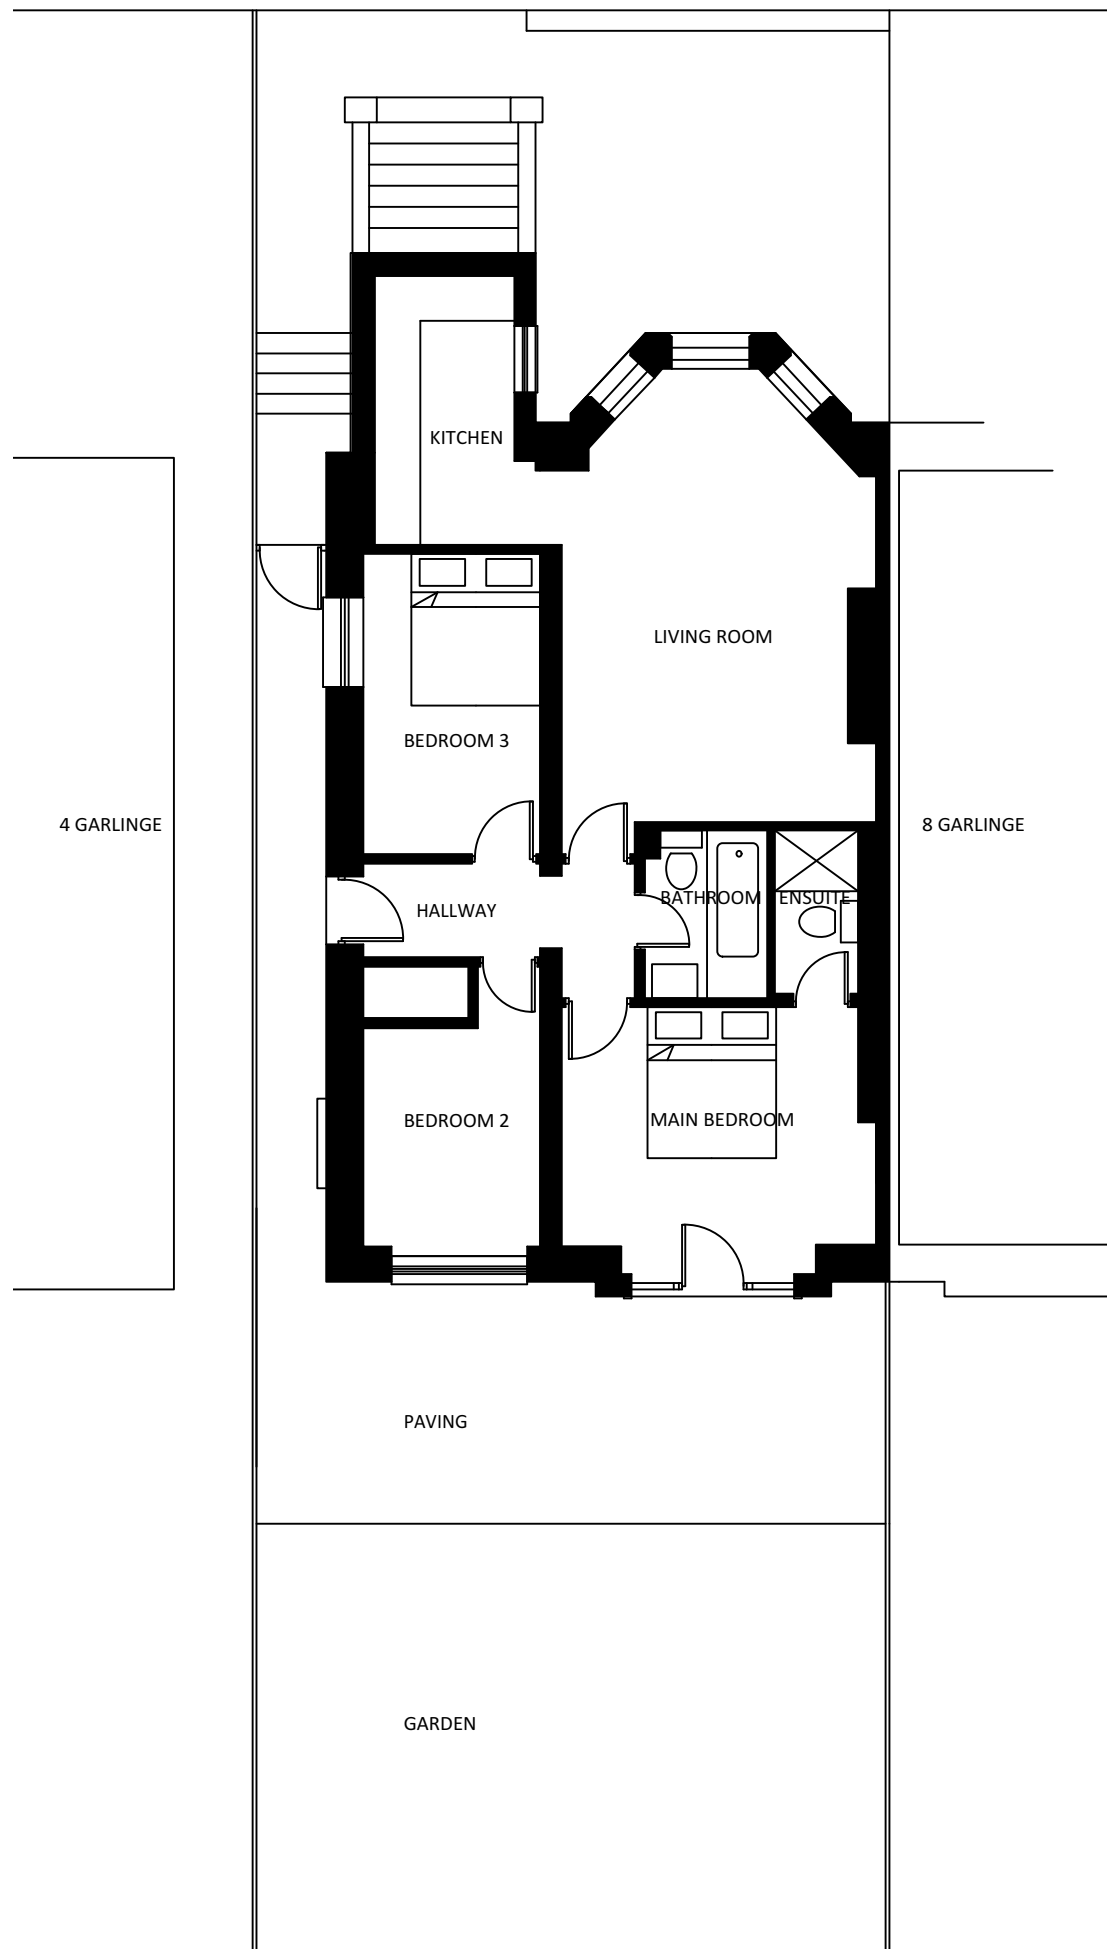 KITCHEN
LIVING ROOM
BEDROOM 3
4 GARLINGE
8 GARLINGE
BATHROOM
ENSUITE
HALLWAY
BEDROOM 2
MAIN BEDROOM
PAVING
GARDEN